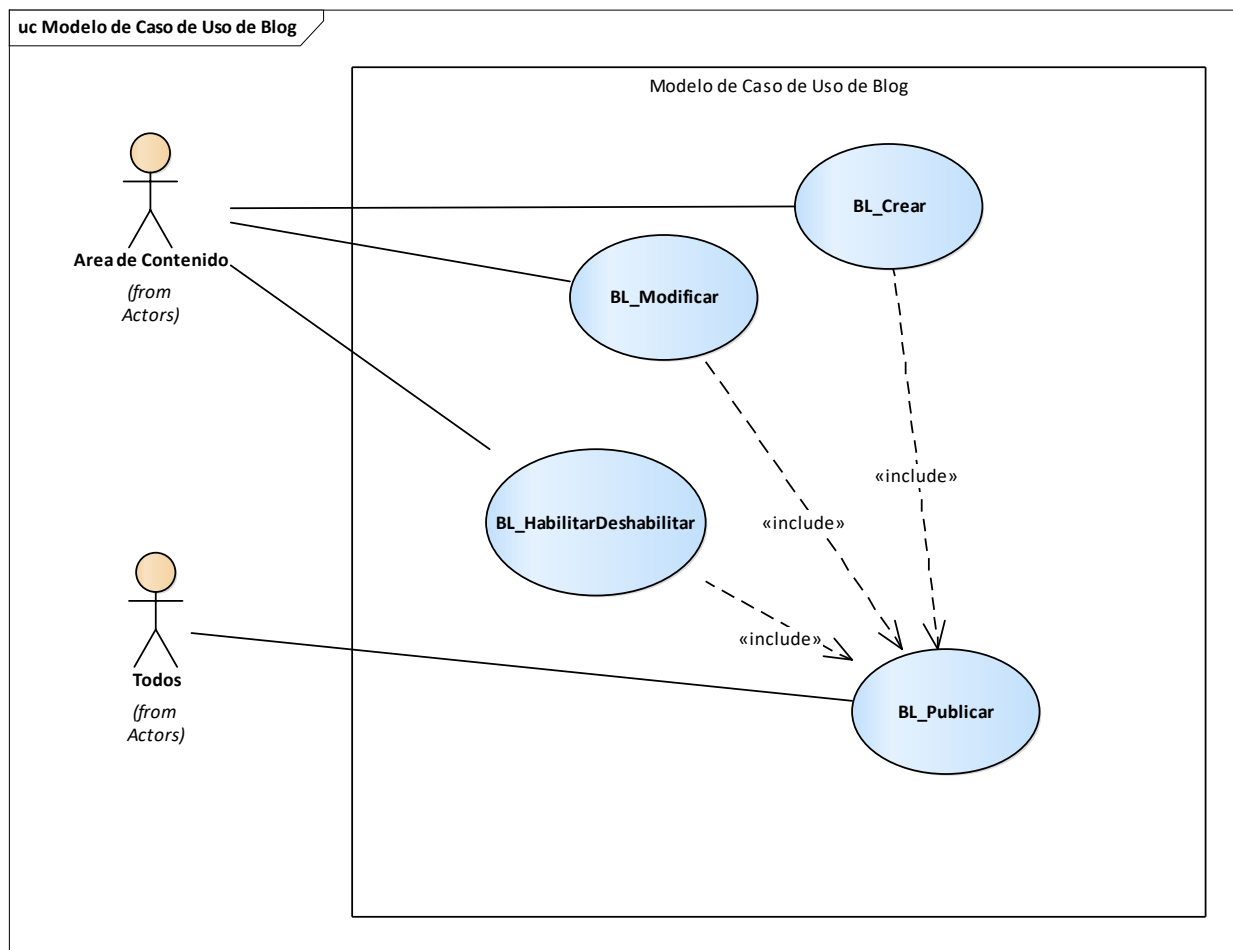 uc Modelo de Caso de Uso de Blog
Modelo de Caso de Uso de Blog
BL_Crear
Area de Contenido
(from
Actors)
BL_Modificar
«include»
BL_HabilitarDeshabilitar
«include»
«include»
Todos
(from
Actors)
BL_Publicar